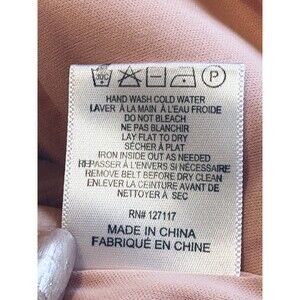 HAND WASH COLD WATER
LAVER À LA MAIN À L'EAU FROIDE
DO NOT BLEACH
NE PAS BLANCHIR
LAY FLAT TO DRY
SÉCHER À PLAT
IRON INSIDE OUT AS NEEDED
REPASSER À L'ENVERS SI NÉCESSAIRE
REMOVE BELT BEFORE DRY CLEAN
ENLEVER LA CEINTURE AVANT DE
NETTOYER À SEC
RN# 127117
MADE IN CHINA
FABRIQUÉ EN CHINE